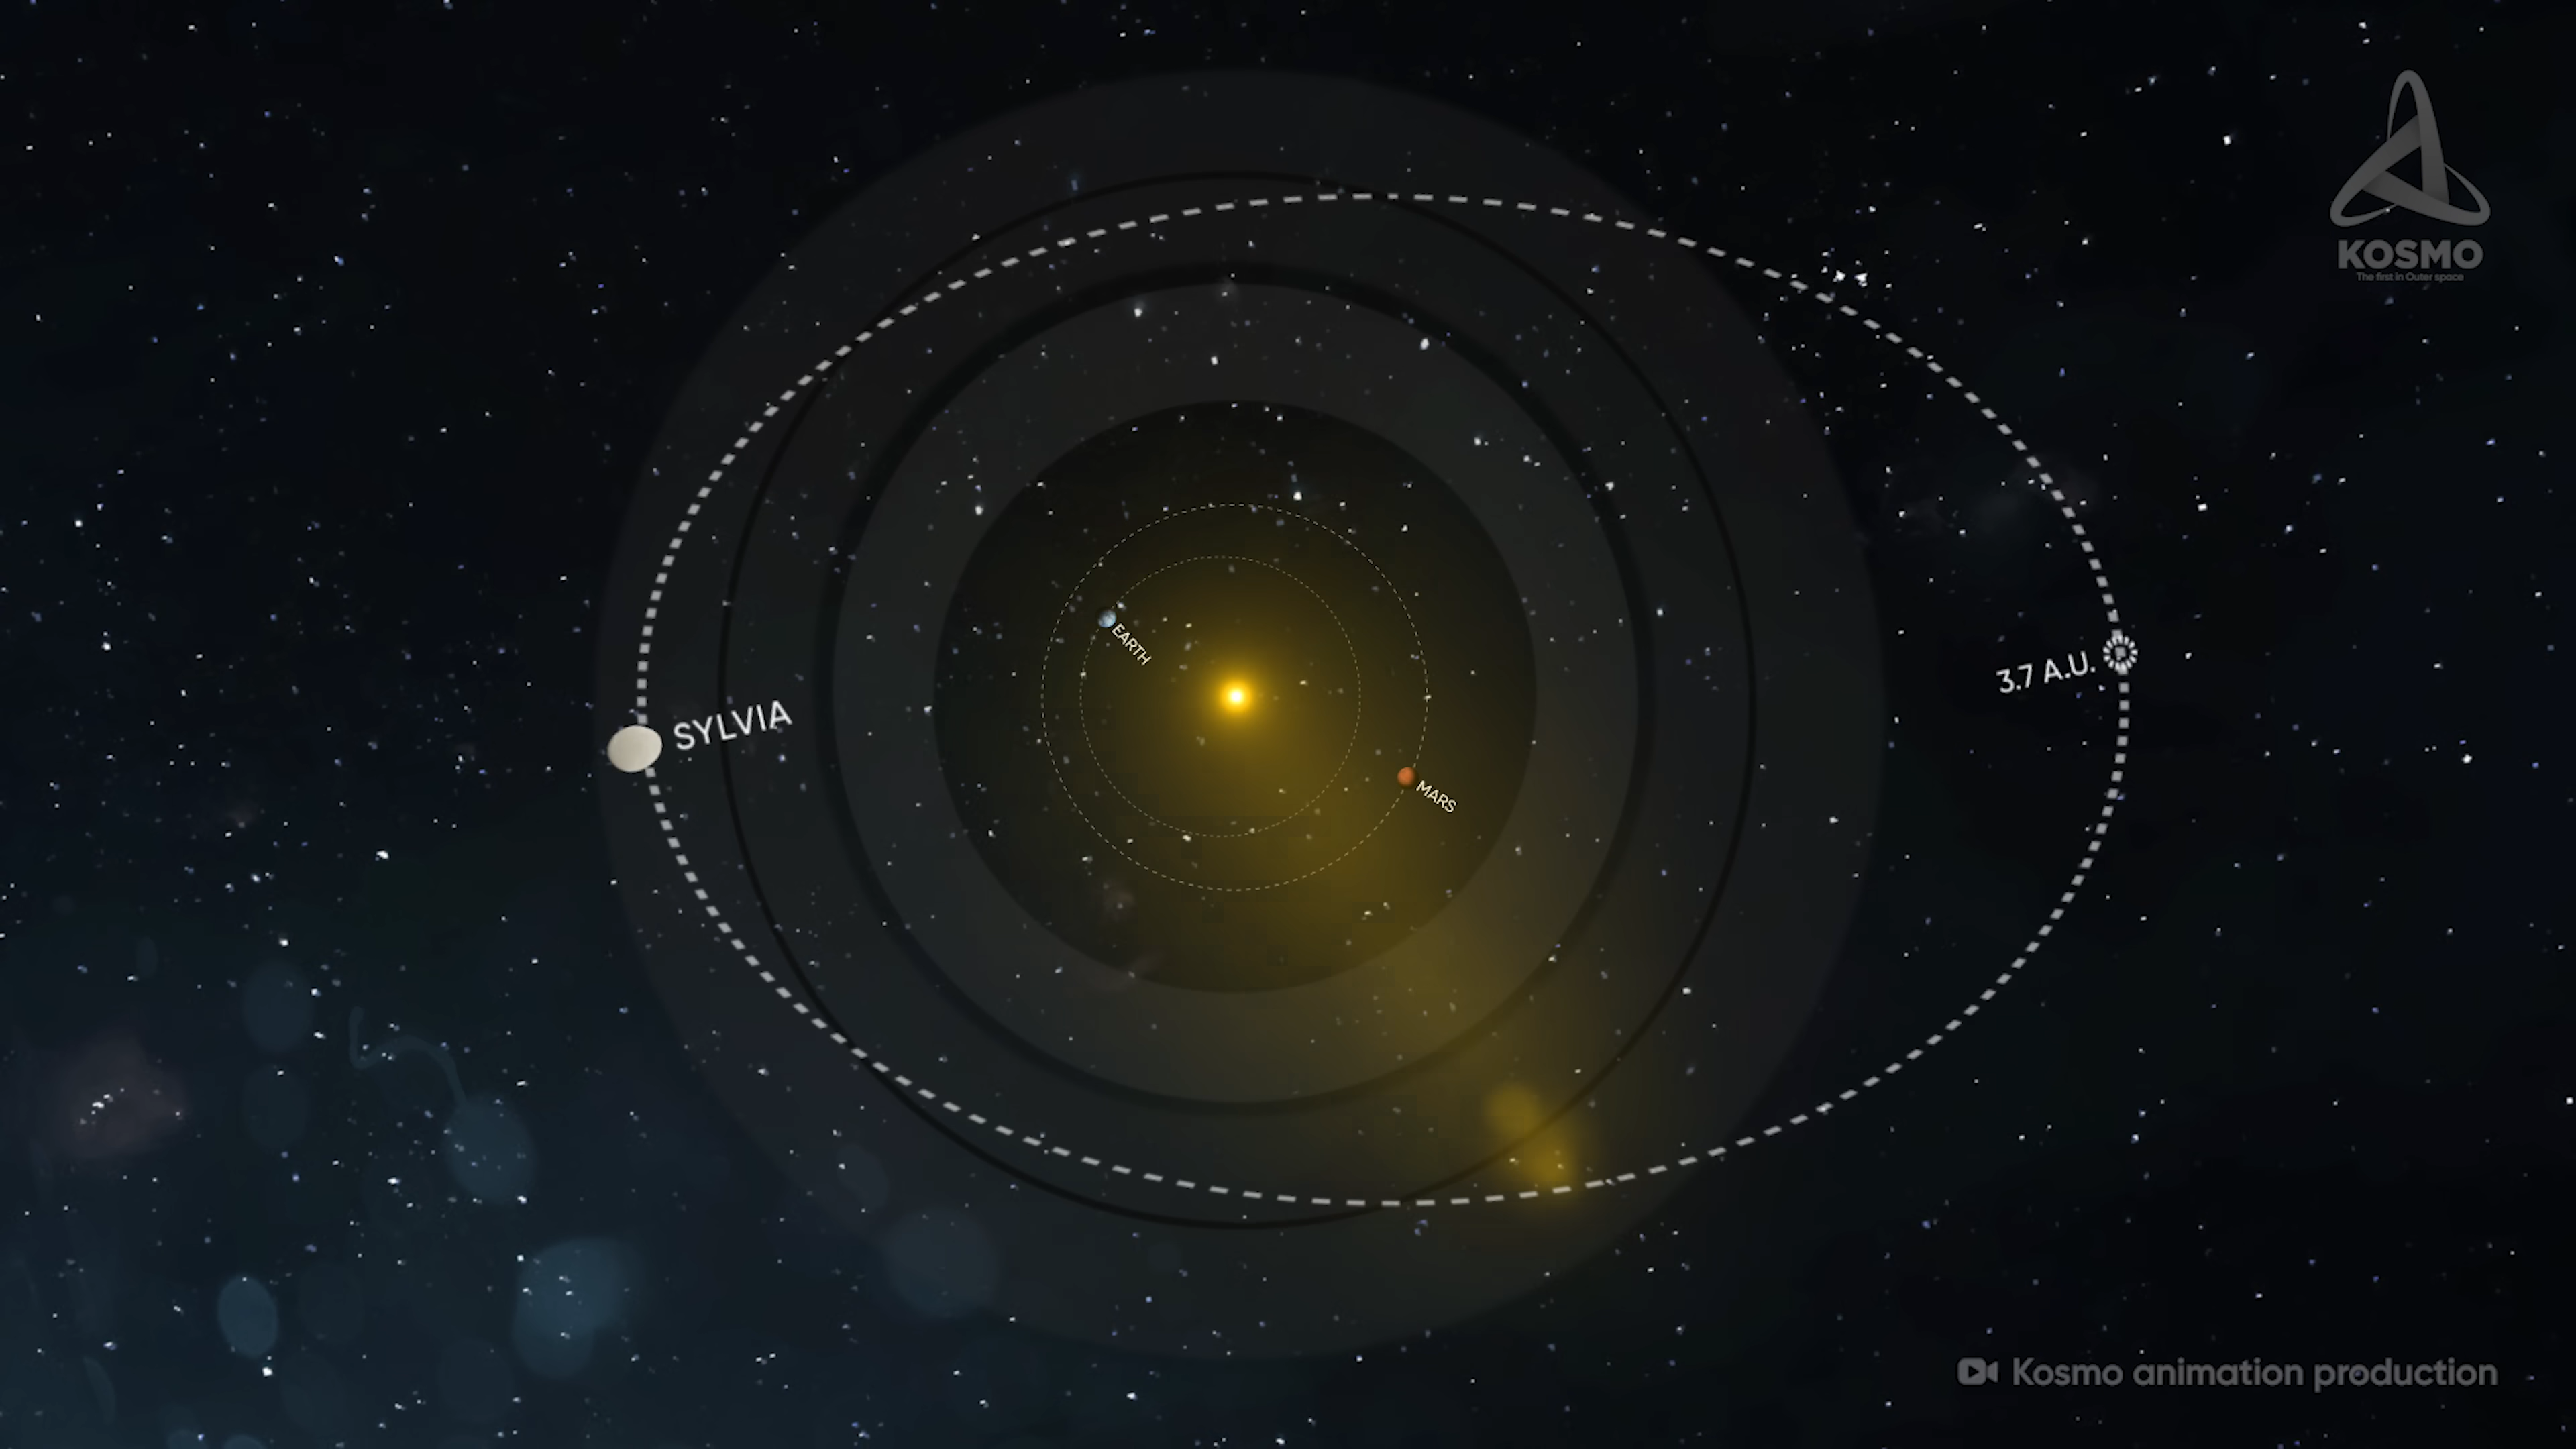 KOSMO
The first in Outer space
EARTH
3.7 A.U.
SYLVIA
MARS
Kosmo animation production